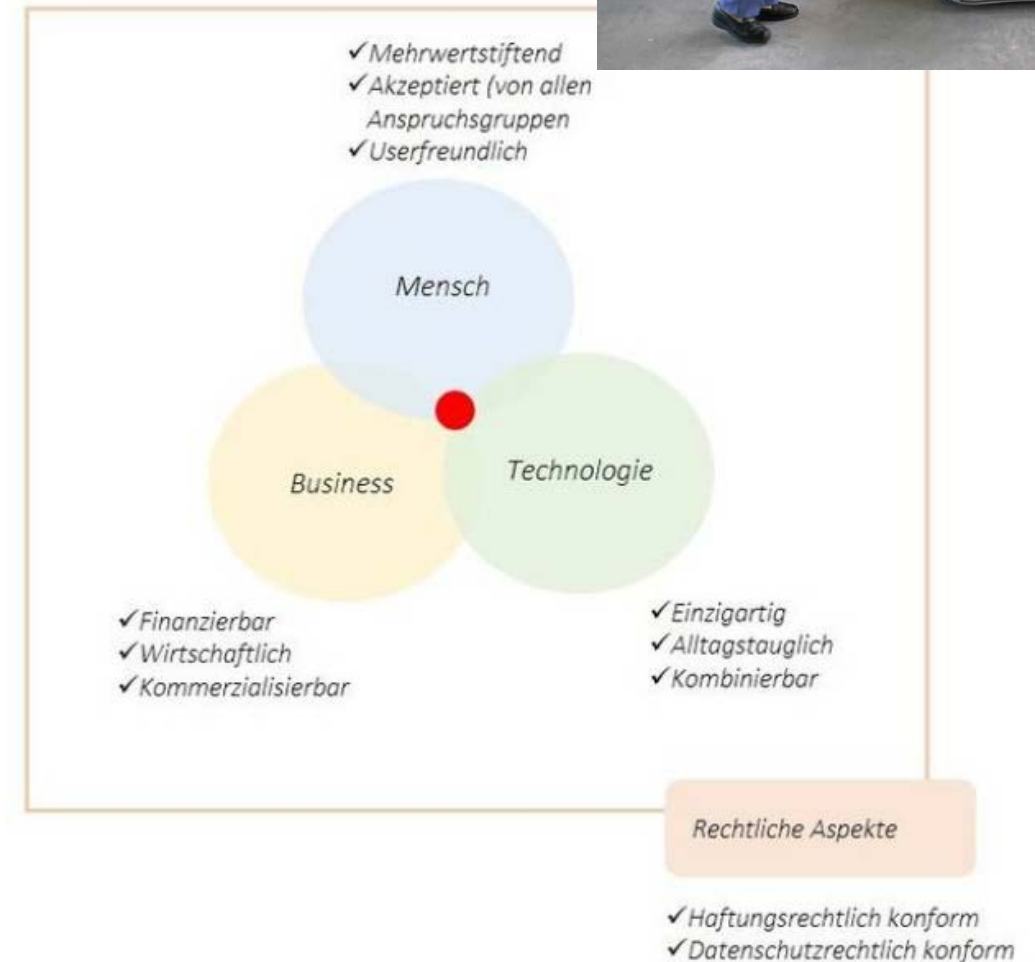 ✓Mehrwertstiftend
✓Akzeptiert (von allen
Anspruchsgruppen
✓Userfreundlich
Mensch
Business
Technologie
✓Finanzierbar
✓Wirtschaftlich
✓Kommerzialisierbar
✓Einzigartig
✓Alltagstauglich
✓Kombinierbar
Rechtliche Aspekte
✓Haftungsrechtlich konform
✓Datenschutzrechtlich konform